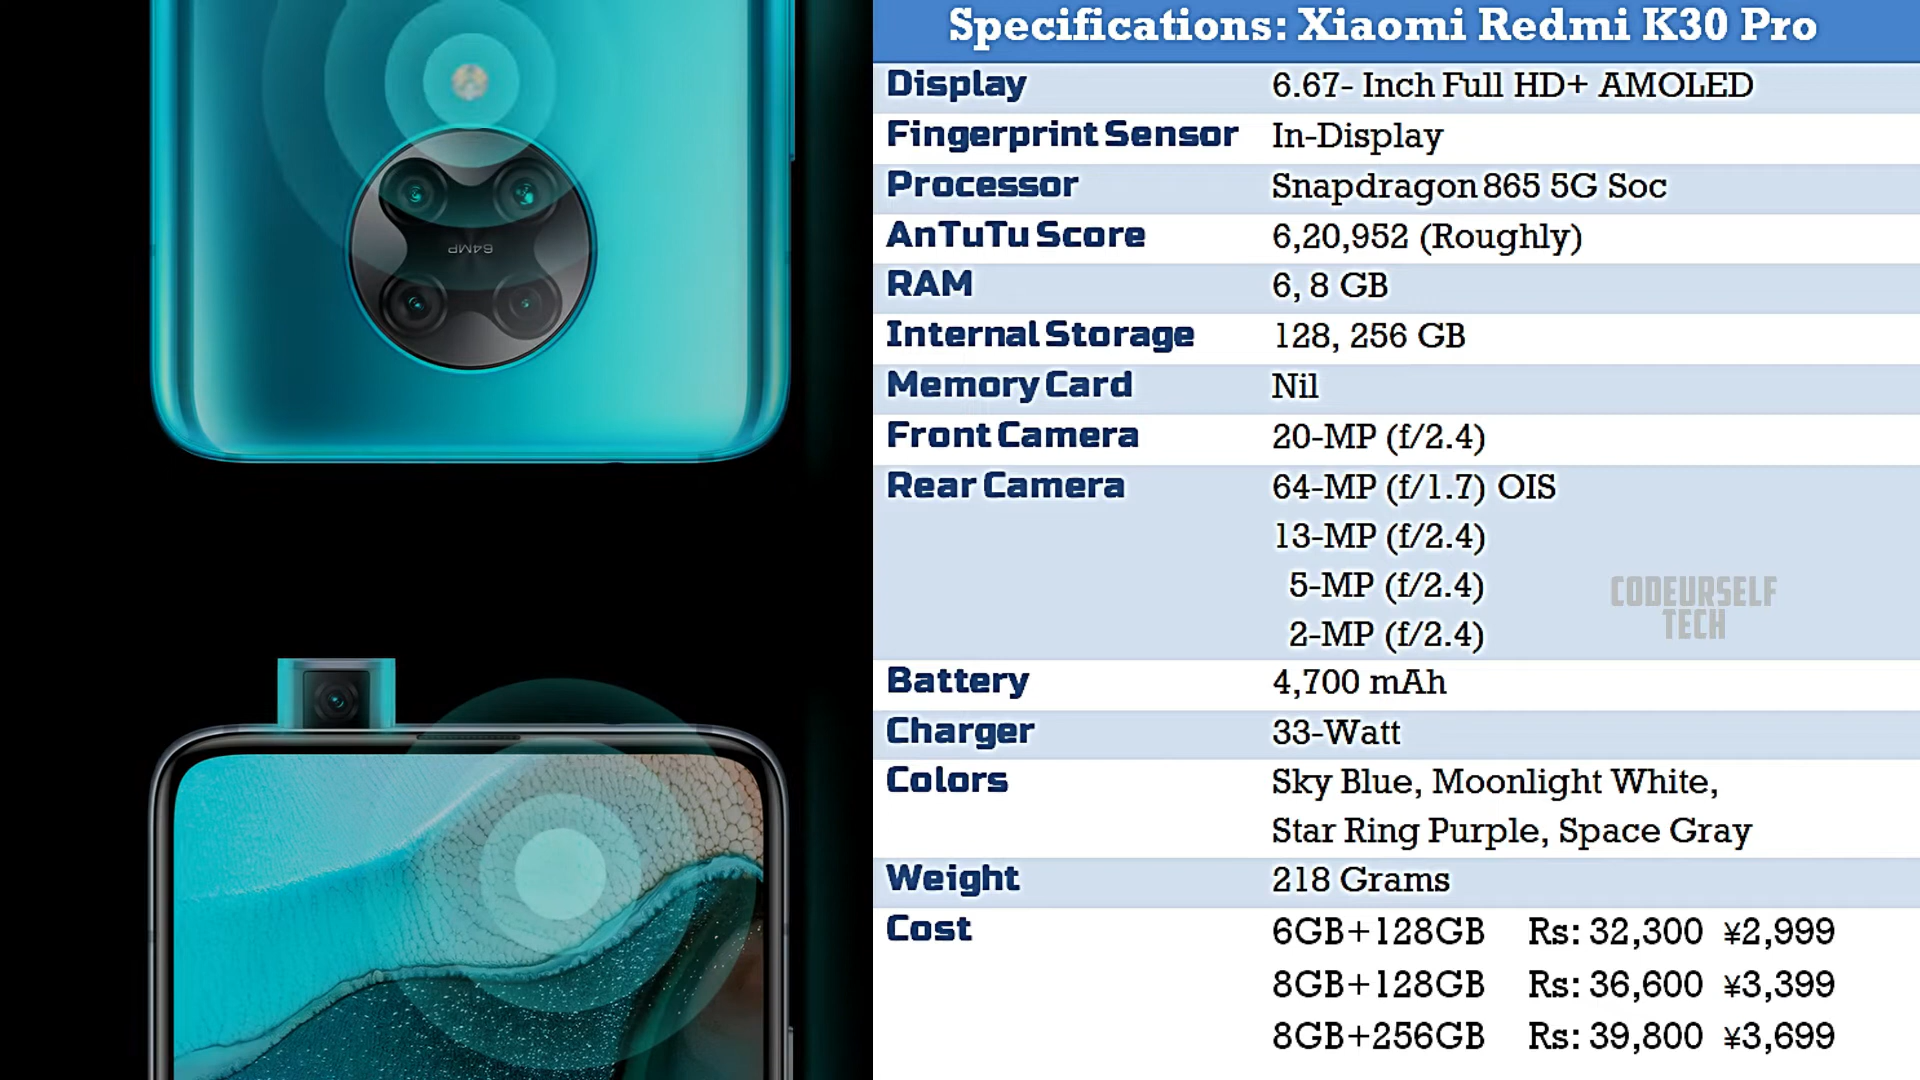 Specifications: Xiaomi Redmi K30 Pro
Display 6.67- Inch Full HD+ AMOLED
Fingerprint Sensor In-Display
Processor Snapdragon 865 5G Soc
AnTuTu Score 6,20,952 (Roughly)
RAM 6, 8 GB
Internal Storage 128, 256 GB
Memory Card Nil
Front Camera 20-MP (f/2.4)
Rear Camera 64-MP (f/1.7) OIS
13-MP (f/2.4)
5-MP (f/2.4)
2-MP (f/2.4)
Battery 4,700 mAh
Charger 33-Watt
Colors Sky Blue, Moonlight White,
Star Ring Purple, Space Gray
Weight 218 Grams
Cost 6GB+128GB Rs: 32,300 ¥2,999
8GB+128GB Rs: 36,600 ¥3,399
8GB+256GB Rs: 39,800 ¥3,699
64MP
CODEURSELF
TECH